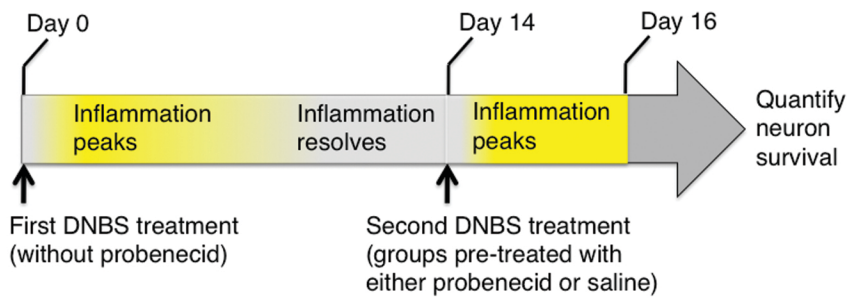 Day 0
Day 14
Day 16
Inflammation
peaks
Inflammation
resolves
Inflammation
peaks
Quantify
neuron
survival
First DNBS treatment
(without probenecid)
Second DNBS treatment
(groups pre-treated with
either probenecid or saline)